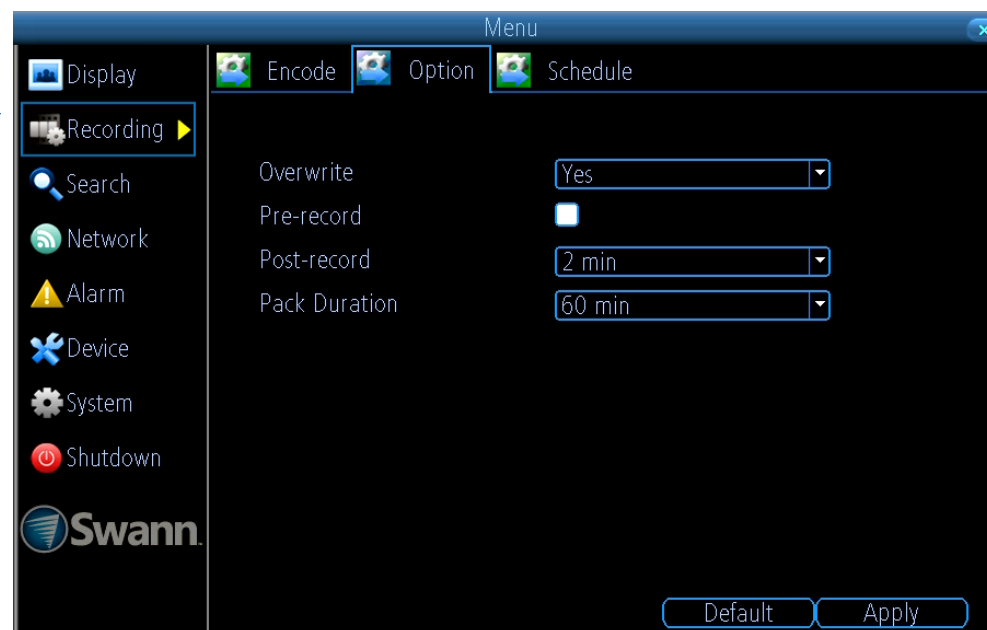 Menu
Display
Recording
Search
Network
Alarm
Device
System
Shutdown
Swann
Encode
Option
Schedule
Overwrite
Yes
Pre-record
Post-record
2 min
Pack Duration
60 min
Default
Apply